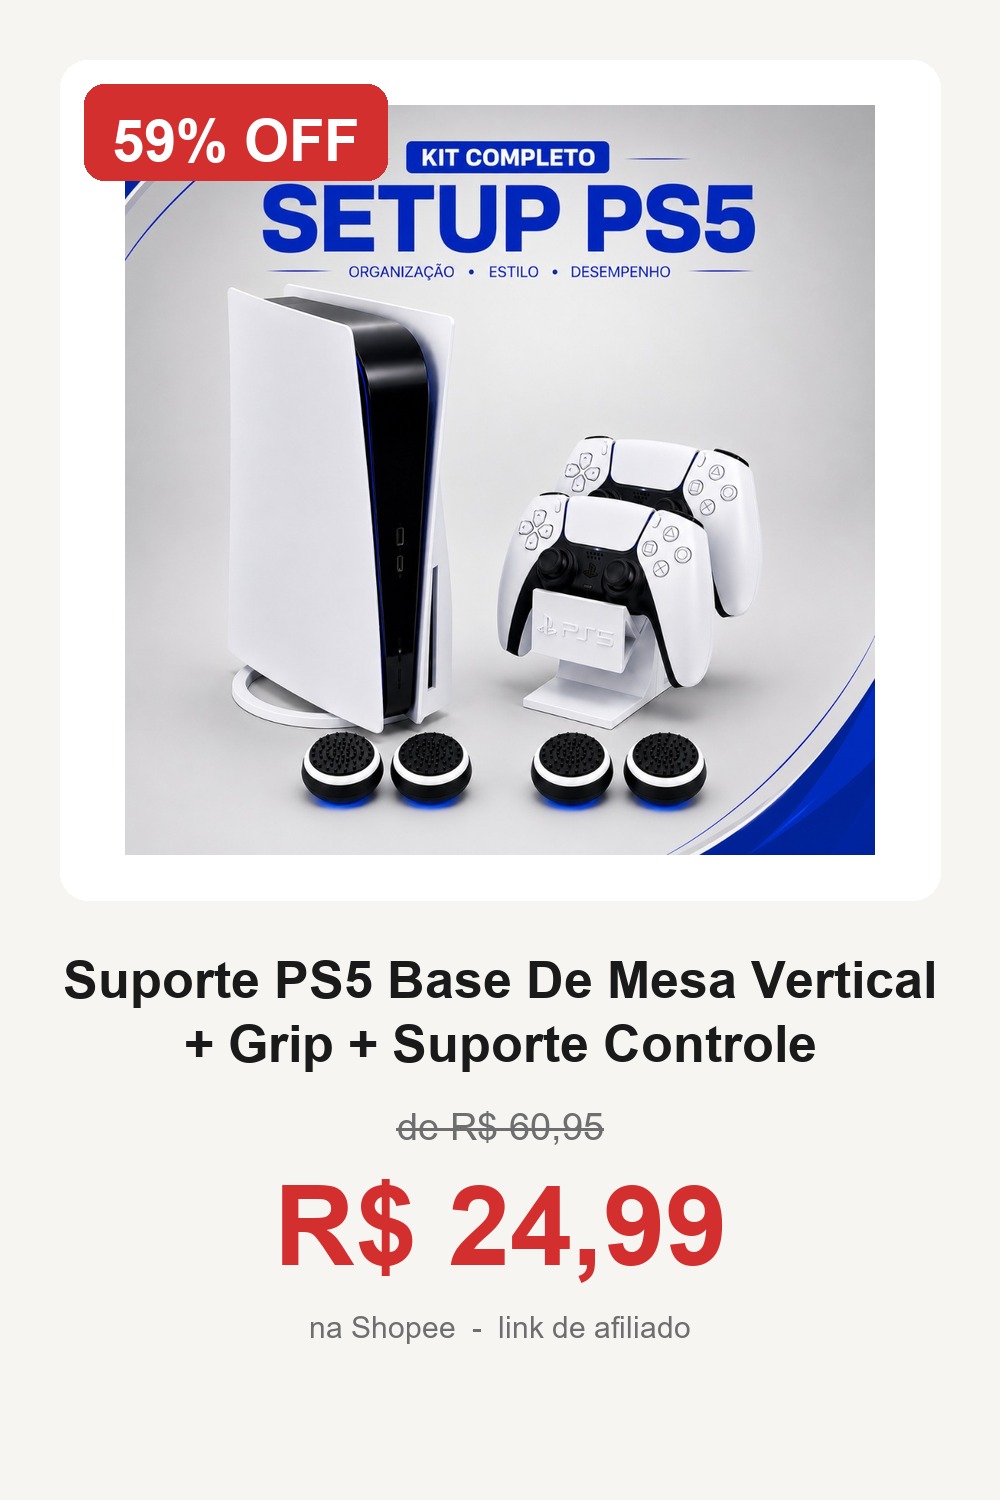 59% OFF
KIT COMPLETO
SETUP PS5
ORGANIZAÇÃO • ESTILO • DESEMPENHO
PS5
Suporte PS5 Base De Mesa Vertical
+ Grip + Suporte Controle
de R$ 60,95
R$ 24,99
na Shopee - link de afiliado